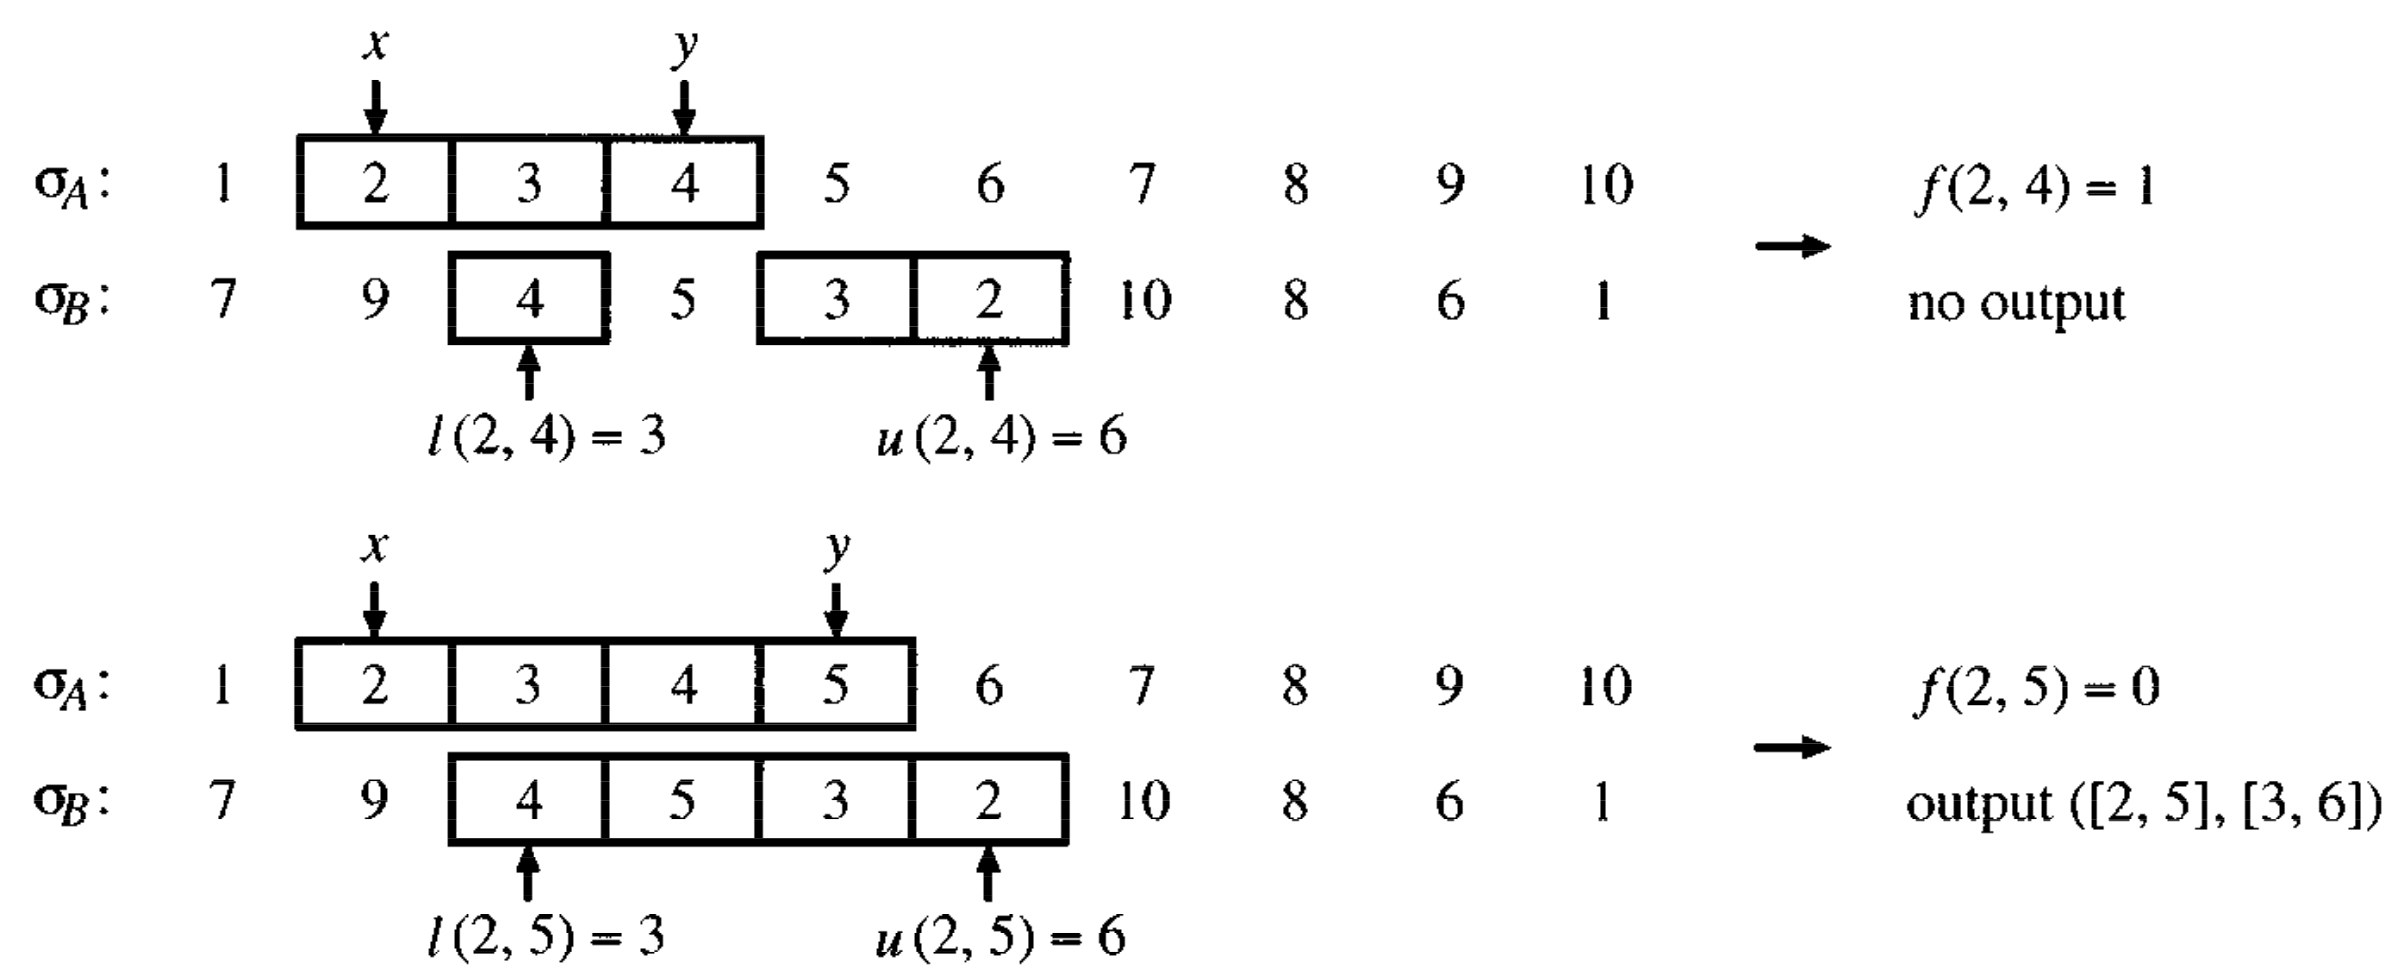 x y
σA: 1 2 3 4 5 6 7 8 9 10 f(2, 4) = 1
σB: 7 9 4 5 3 2 10 8 6 1 no output
l(2, 4) = 3 u(2, 4) = 6
x y
σA: 1 2 3 4 5 6 7 8 9 10 f(2, 5) = 0
σB: 7 9 4 5 3 2 10 8 6 1 output ([2, 5], [3, 6])
l(2, 5) = 3 u(2, 5) = 6